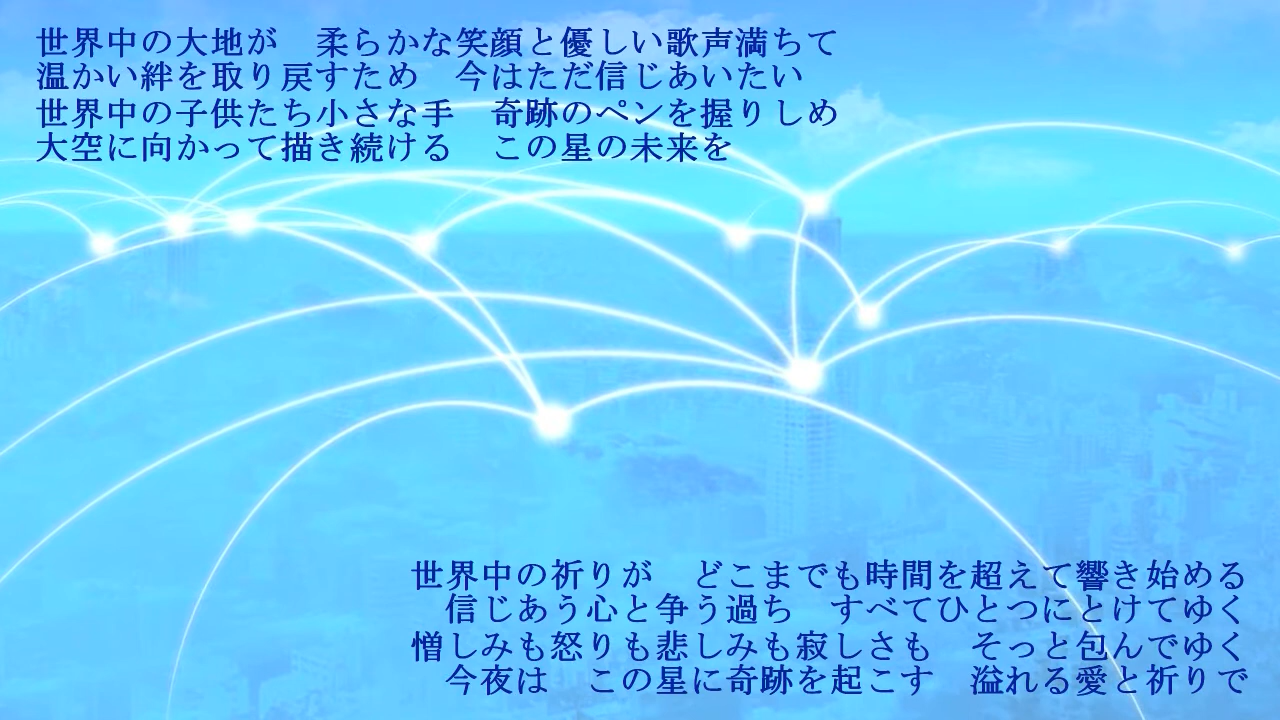 世界中の大地が　柔らかな笑顔と優しい歌声満ちて
温かい絆を取り戻すため　今はただ信じあいたい
世界中の子供たち小さな手　奇跡のペンを握りしめ
大空に向かって描き続ける　この星の未来を
世界中の祈りが　どこまでも時間を超えて響き始める
信じあう心と争う過ち　すべてひとつにとけてゆく
憎しみも怒りも悲しみも寂しさも　そっと包んでゆく
今夜は　この星に奇跡を起こす　溢れる愛と祈りで